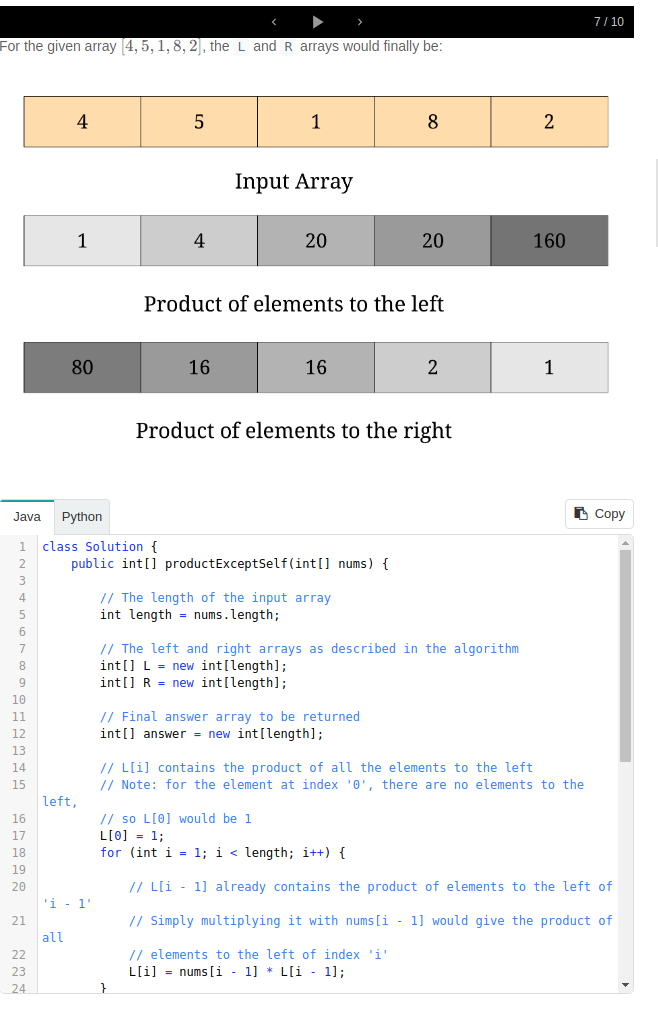 7 / 10
For the given array [4, 5, 1, 8, 2], the L and R arrays would finally be:
4 5 1 8 2
Input Array
1 4 20 20 160
Product of elements to the left
80 16 16 2 1
Product of elements to the right
Java Python Copy
1 class Solution {
2     public int[] productExceptSelf(int[] nums) {
3
4         // The length of the input array
5         int length = nums.length;
6
7         // The left and right arrays as described in the algorithm
8         int[] L = new int[length];
9         int[] R = new int[length];
10
11         // Final answer array to be returned
12         int[] answer = new int[length];
13
14         // L[i] contains the product of all the elements to the left
15         // Note: for the element at index '0', there are no elements to the
left,
16         // so L[0] would be 1
17         L[0] = 1;
18         for (int i = 1; i < length; i++) {
19
20             // L[i - 1] already contains the product of elements to the left of
'i - 1'
21             // Simply multiplying it with nums[i - 1] would give the product of
all
22             // elements to the left of index 'i'
23             L[i] = nums[i - 1] * L[i - 1];
24         }